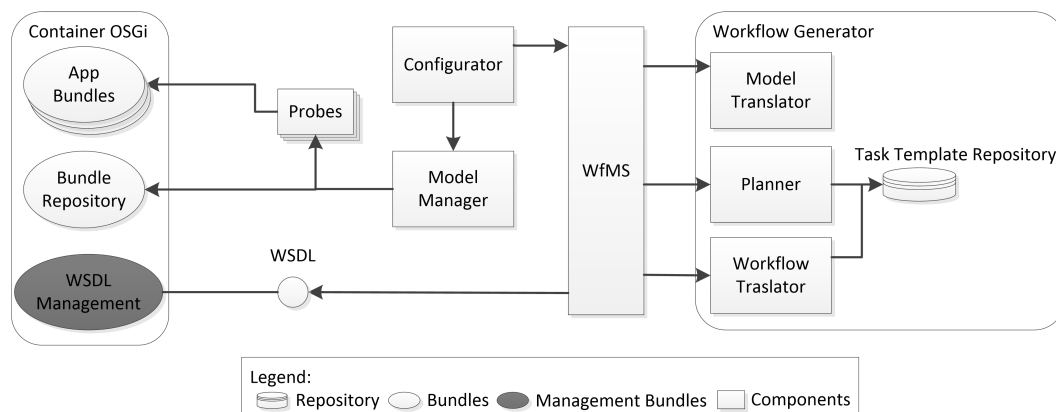 Container OSGi
App
Bundles
Bundle
Repository
WSDL
Management
Probes
Configurator
Model
Manager
WSDL
WfMS
Workflow Generator
Model
Translator
Planner
Task Template Repository
Workflow
Traslator
Legend:
Repository
Bundles
Management Bundles
Components